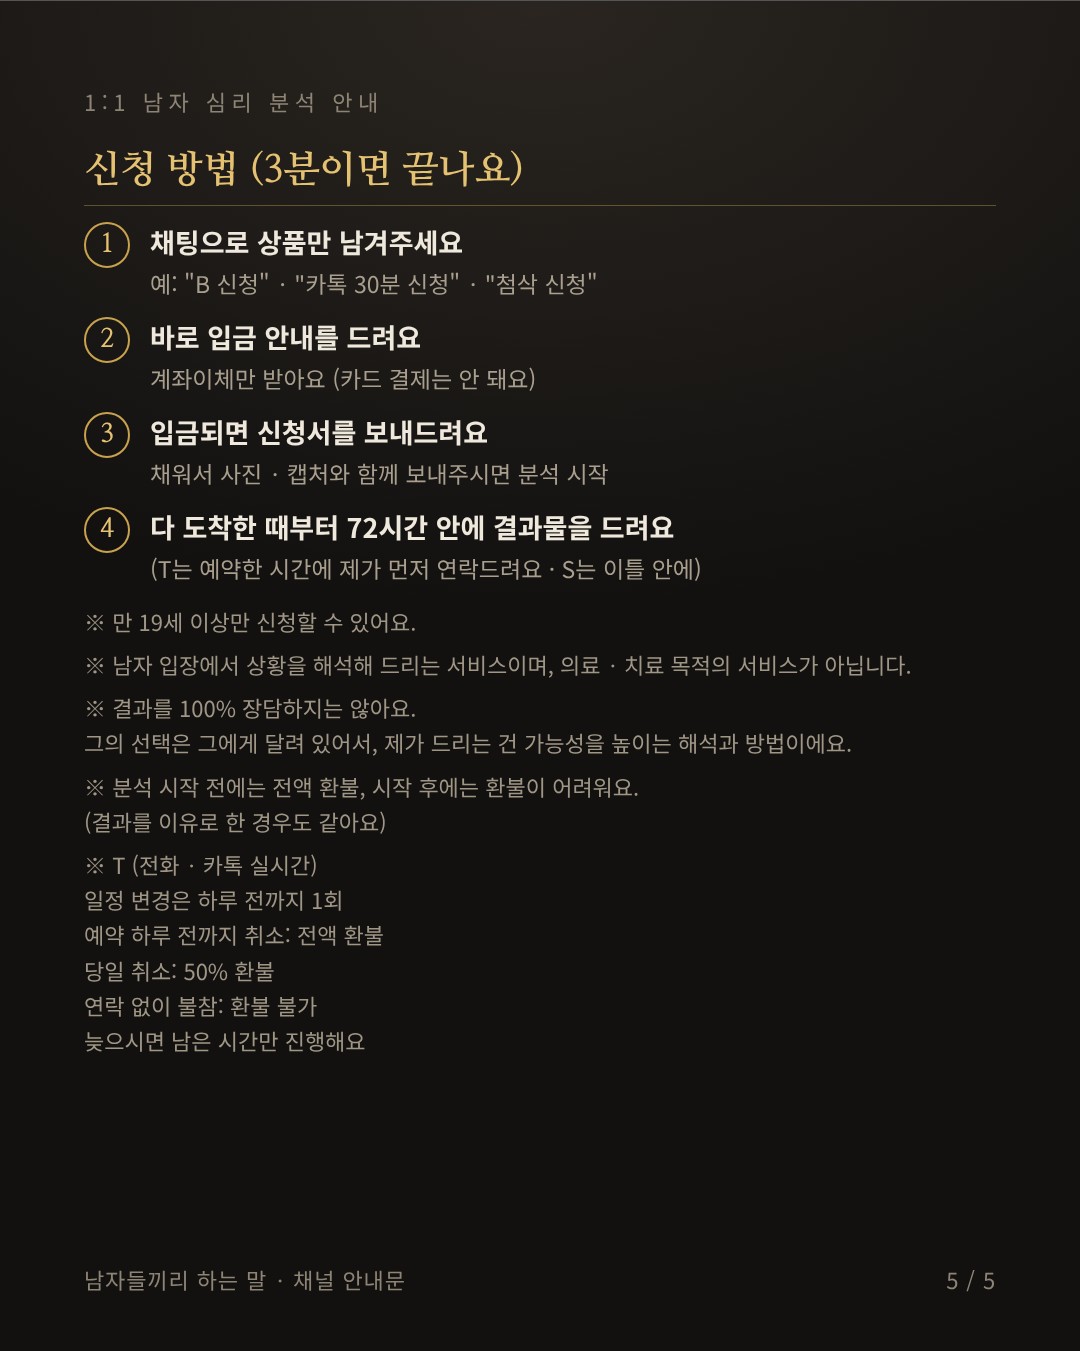 1:1 남자 심리 분석 안내
신청 방법 (3분이면 끝나요)
1 채팅으로 상품만 남겨주세요
예: "B 신청" · "카톡 30분 신청" · "첨삭 신청"
2 바로 입금 안내를 드려요
계좌이체만 받아요 (카드 결제는 안 돼요)
3 입금되면 신청서를 보내드려요
채워서 사진 · 캡처와 함께 보내주시면 분석 시작
4 다 도착한 때부터 72시간 안에 결과물을 드려요
(T는 예약한 시간에 제가 먼저 연락드려요 · S는 이틀 안에)
※ 만 19세 이상만 신청할 수 있어요.
※ 남자 입장에서 상황을 해석해 드리는 서비스이며, 의료 · 치료 목적의 서비스가 아닙니다.
※ 결과를 100% 장담하지는 않아요.
그의 선택은 그에게 달려 있어서, 제가 드리는 건 가능성을 높이는 해석과 방법이에요.
※ 분석 시작 전에는 전액 환불, 시작 후에는 환불이 어려워요.
(결과를 이유로 한 경우도 같아요)
※ T (전화 · 카톡 실시간)
일정 변경은 하루 전까지 1회
예약 하루 전까지 취소: 전액 환불
당일 취소: 50% 환불
연락 없이 불참: 환불 불가
늦으시면 남은 시간만 진행해요
남자들끼리 하는 말 · 채널 안내문
5 / 5